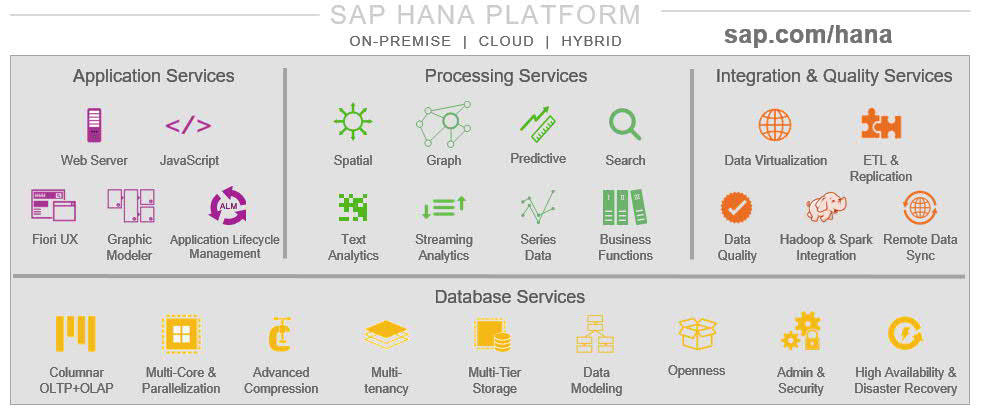 SAP HANA PLATFORM
ON-PREMISE | CLOUD | HYBRID
sap.com/hana
Application Services
Web Server
</>
JavaScript
Fiori UX
Graphic
Modeler
ALM
Application Lifecycle
Management
Processing Services
Spatial
Graph
Predictive
Search
Text
Analytics
Streaming
Analytics
Series
Data
I II III
Business
Functions
Integration & Quality Services
Data Virtualization
ETL &
Replication
Data
Quality
Hadoop & Spark
Integration
Remote Data
Sync
Database Services
Columnar
OLTP+OLAP
Multi-Core &
Parallelization
Advanced
Compression
Multi-
tenancy
Multi-Tier
Storage
Data
Modeling
Openness
Admin &
Security
High Availability &
Disaster Recovery